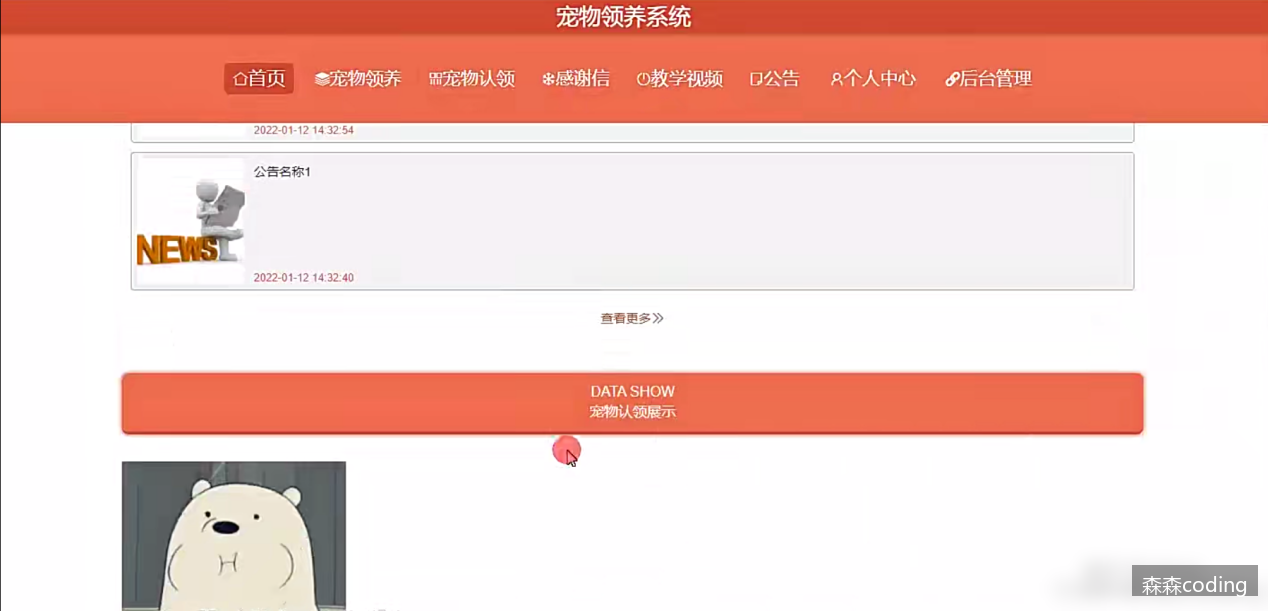 宠物领养系统
首页 宠物领养 宠物认领 感谢信 教学视频 公告 个人中心 后台管理
2022-01-12 14:32:54
公告名称1
NEWS
2022-01-12 14:32:40
查看更多
DATA SHOW
宠物认领展示
森森coding